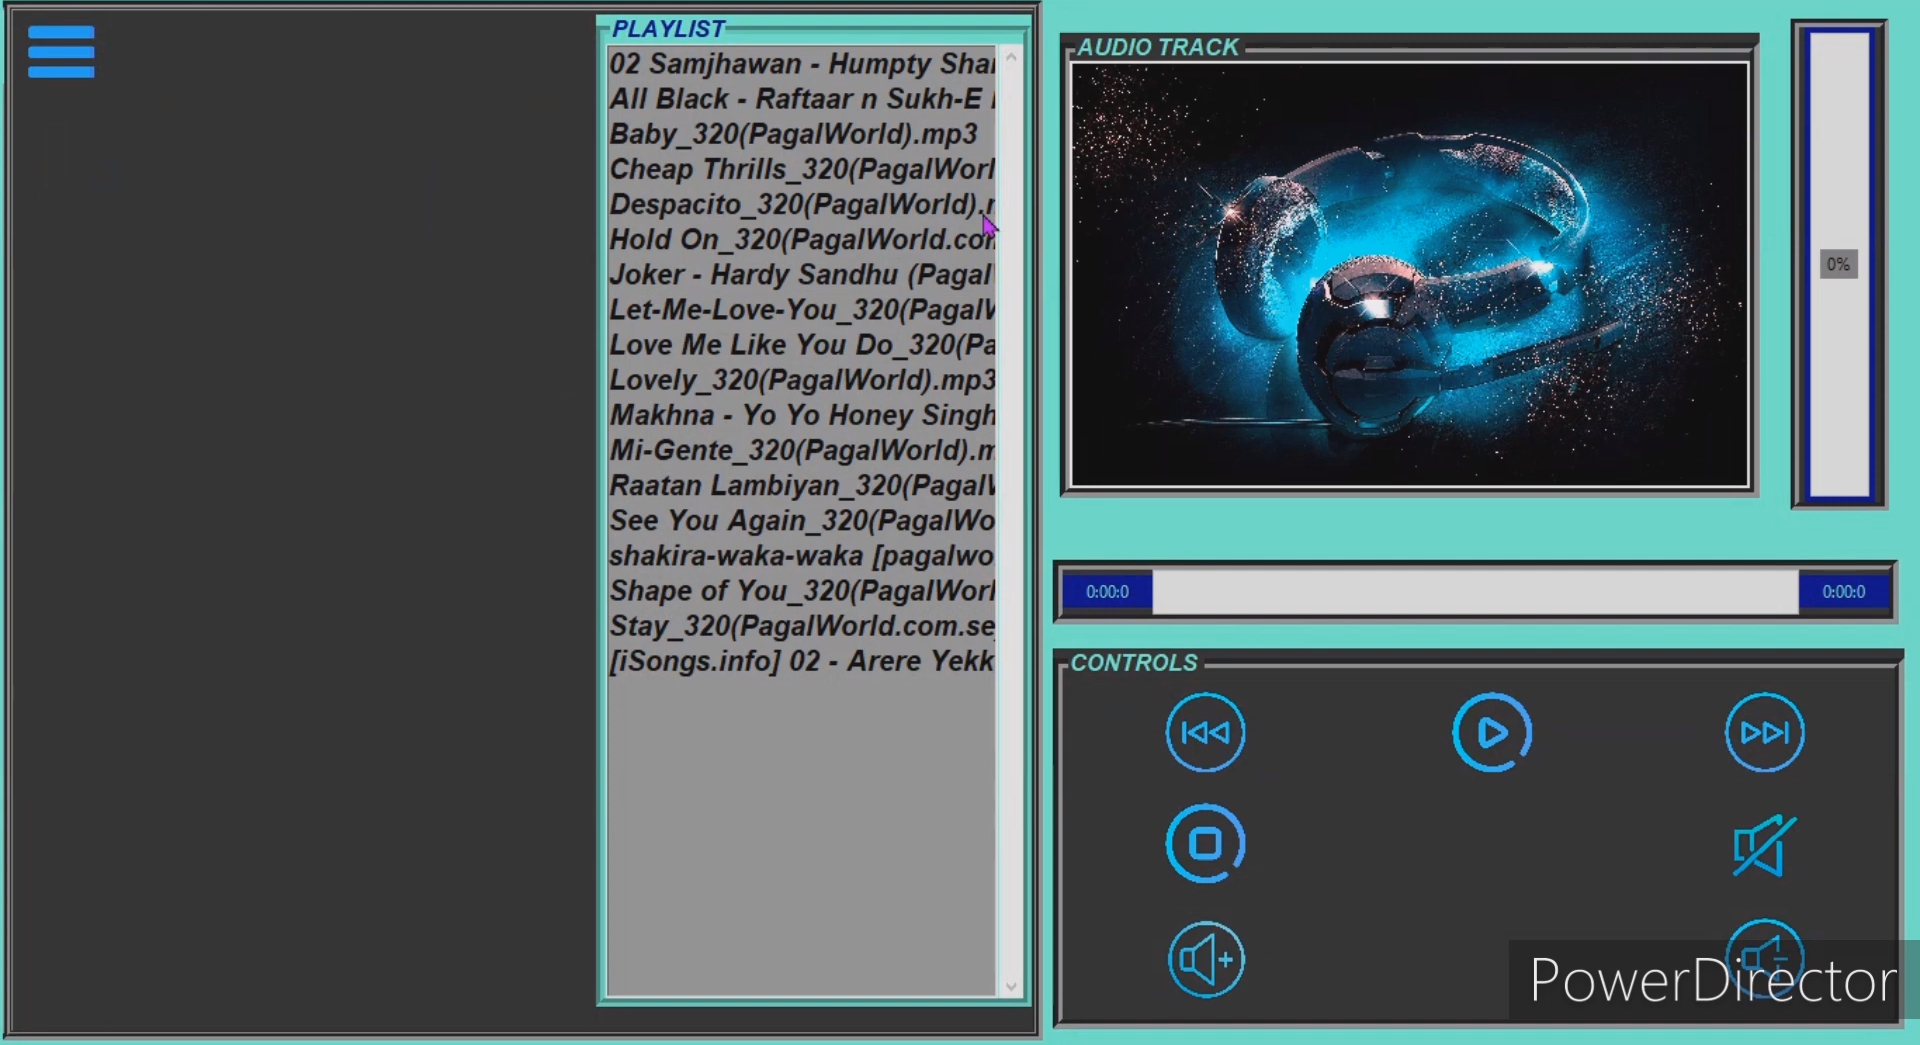 PLAYLIST
02 Samjhawan - Humpty Shar
All Black - Raftaar n Sukh-E
Baby_320(PagalWorld).mp3
Cheap Thrills_320(PagalWorl
Despacito_320(PagalWorld).
Hold On_320(PagalWorld.com
Joker - Hardy Sandhu (Pagal
Let-Me-Love-You_320(Pagal
Love Me Like You Do_320(Pa
Lovely_320(PagalWorld).mp3
Makhna - Yo Yo Honey Singh
Mi-Gente_320(PagalWorld).m
Raatan Lambiyan_320(Pagal
See You Again_320(PagalWo
shakira-waka-waka [pagalwo
Shape of You_320(PagalWorl
Stay_320(PagalWorld.com.se
[iSongs.info] 02 - Arere Yekk
AUDIO TRACK
0%
0:00:0
0:00:0
CONTROLS
PowerDirector